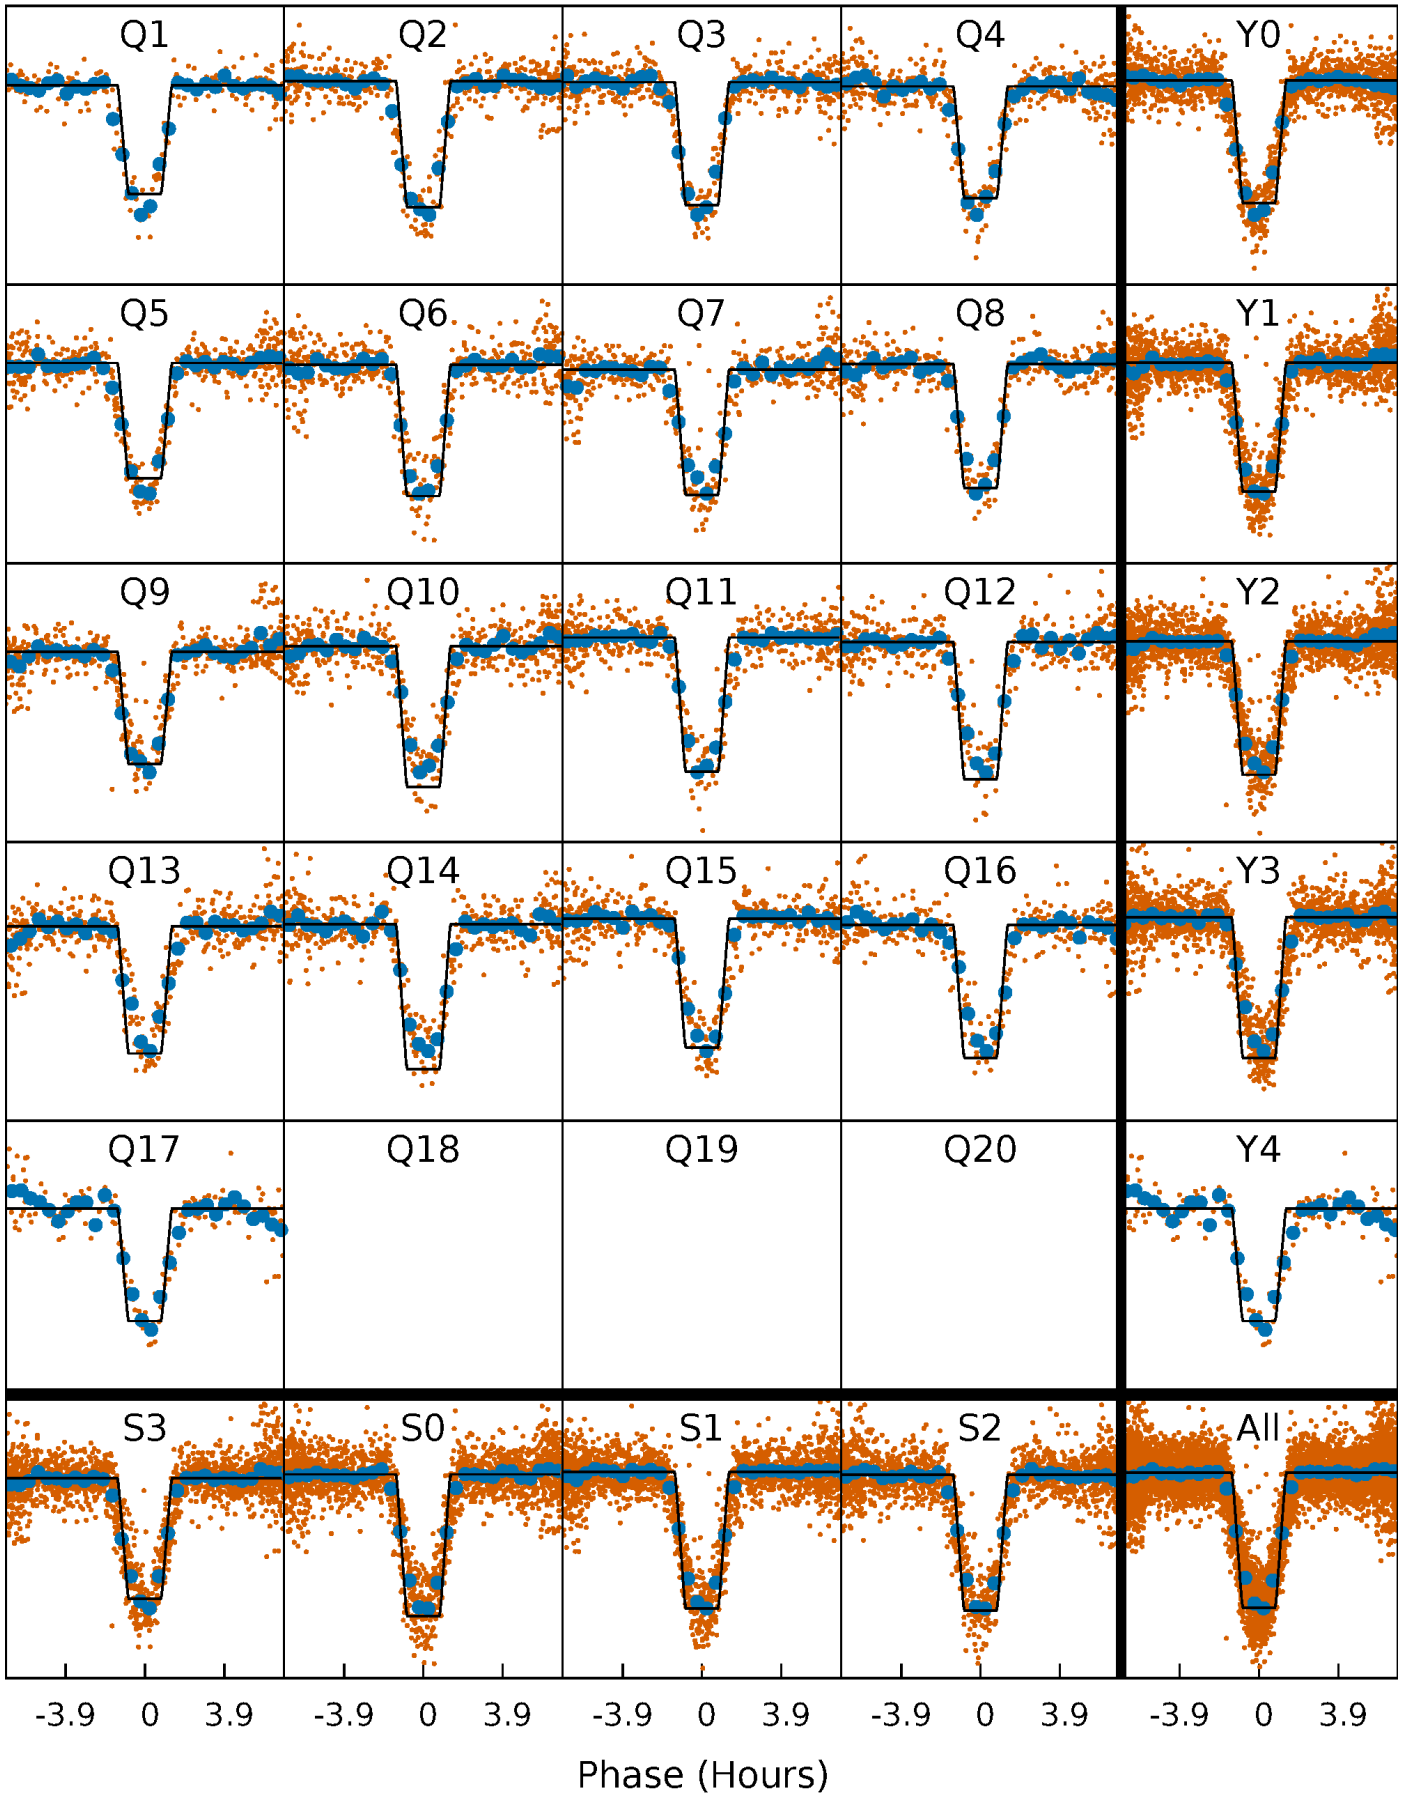 Q1 Q2 Q3 Q4 Y0
Q5 Q6 Q7 Q8 Y1
Q9 Q10 Q11 Q12 Y2
Q13 Q14 Q15 Q16 Y3
Q17 Q18 Q19 Q20 Y4
S3 S0 S1 S2 All
-3.9 0 3.9 -3.9 0 3.9 -3.9 0 3.9 -3.9 0 3.9 -3.9 0 3.9
Phase (Hours)